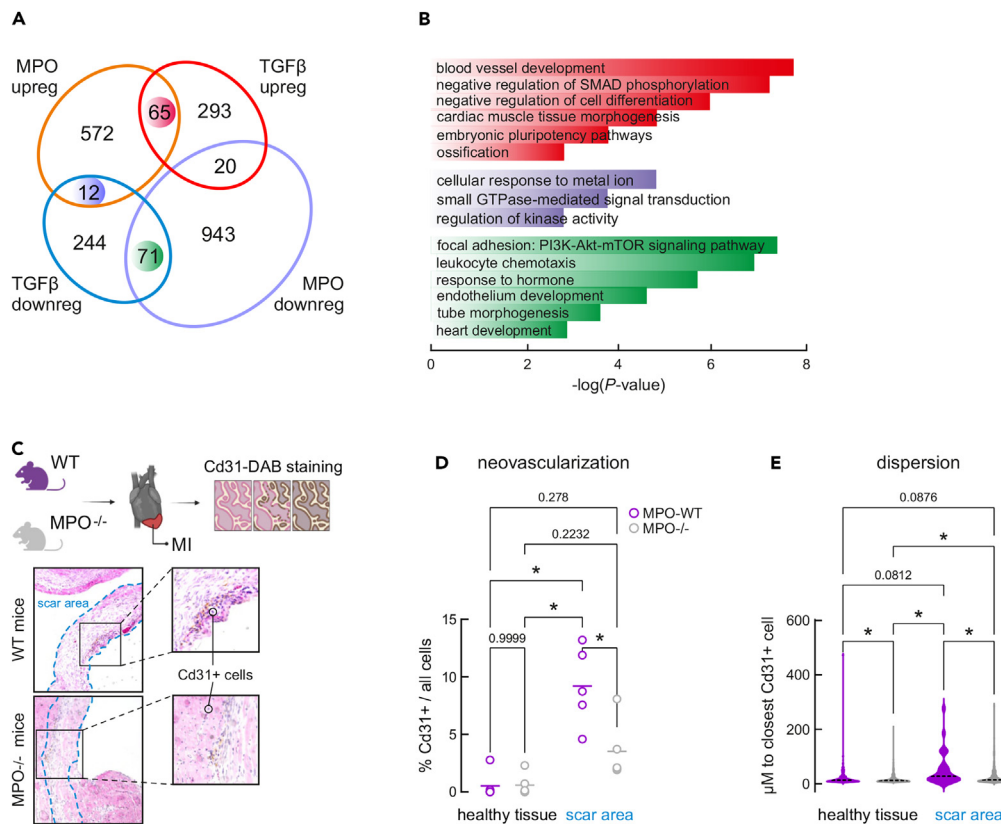 A
MPO
upreg
TGFβ
upreg
65
293
572
20
12
244
943
71
TGFβ
downreg
MPO
downreg
B
blood vessel development
negative regulation of SMAD phosphorylation
negative regulation of cell differentiation
cardiac muscle tissue morphogenesis
embryonic pluripotency pathways
ossification
cellular response to metal ion
small GTPase-mediated signal transduction
regulation of kinase activity
focal adhesion: PI3K-Akt-mTOR signaling pathway
leukocyte chemotaxis
response to hormone
endothelium development
tube morphogenesis
heart development
0 2 4 6 8
-log(P-value)
C
WT
MPO-/-
MI
Cd31-DAB staining
WT mice
scar area
Cd31+ cells
MPO-/- mice
D
neovascularization
0.278
MPO-WT
MPO-/-
0.2232
*
*
0.9999
*
% Cd31+ / all cells
15
10
5
0
healthy tissue scar area
E
dispersion
0.0876
*
0.0812
*
*
*
µM to closest Cd31+ cell
600
400
200
0
healthy tissue scar area